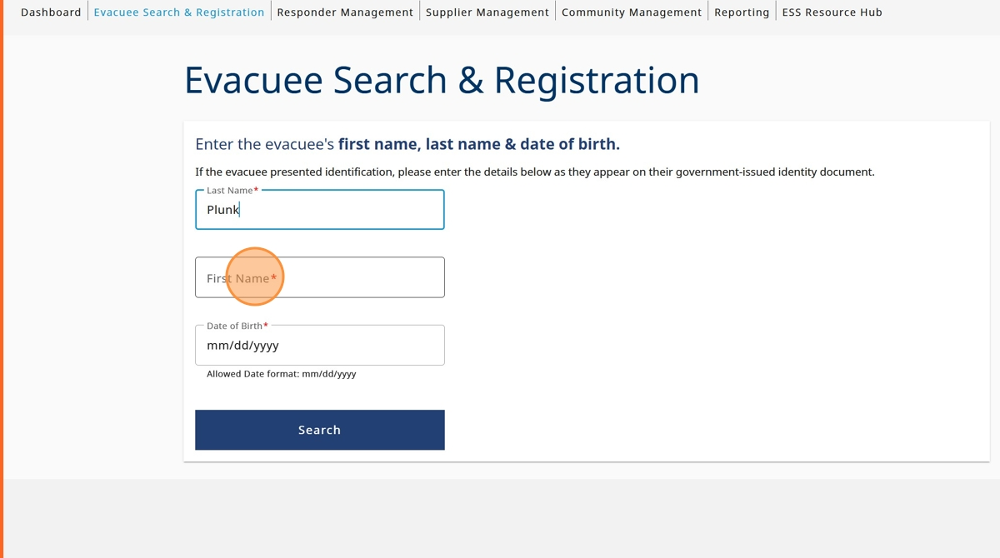 Dashboard Evacuee Search & Registration Responder Management Supplier Management Community Management Reporting ESS Resource Hub
Evacuee Search & Registration
Enter the evacuee's first name, last name & date of birth.
If the evacuee presented identification, please enter the details below as they appear on their government-issued identity document.
Last Name*
Plunk
First Name*
Date of Birth*
mm/dd/yyyy
Allowed Date format: mm/dd/yyyy
Search